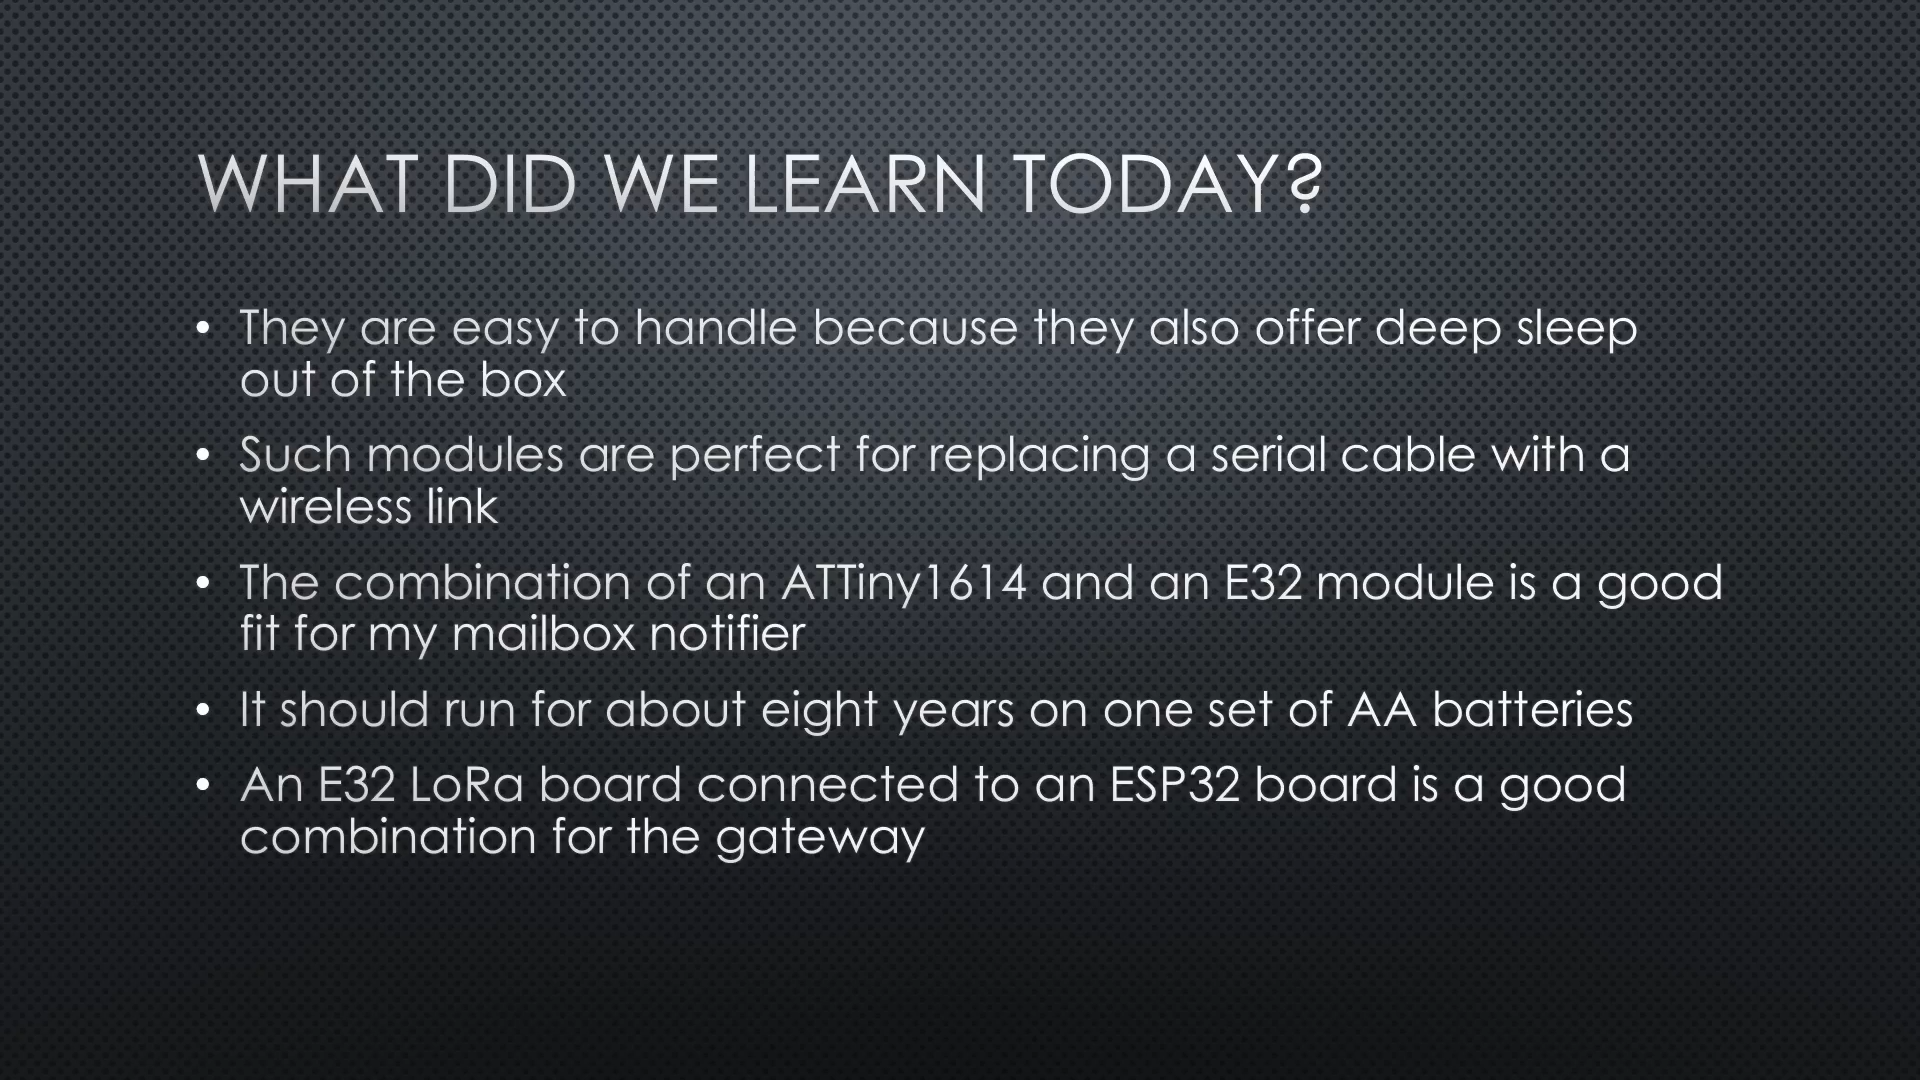 WHAT DID WE LEARN TODAY?
• They are easy to handle because they also offer deep sleep
out of the box
• Such modules are perfect for replacing a serial cable with a
wireless link
• The combination of an ATTiny1614 and an E32 module is a good
fit for my mailbox notifier
• It should run for about eight years on one set of AA batteries
• An E32 LoRa board connected to an ESP32 board is a good
combination for the gateway